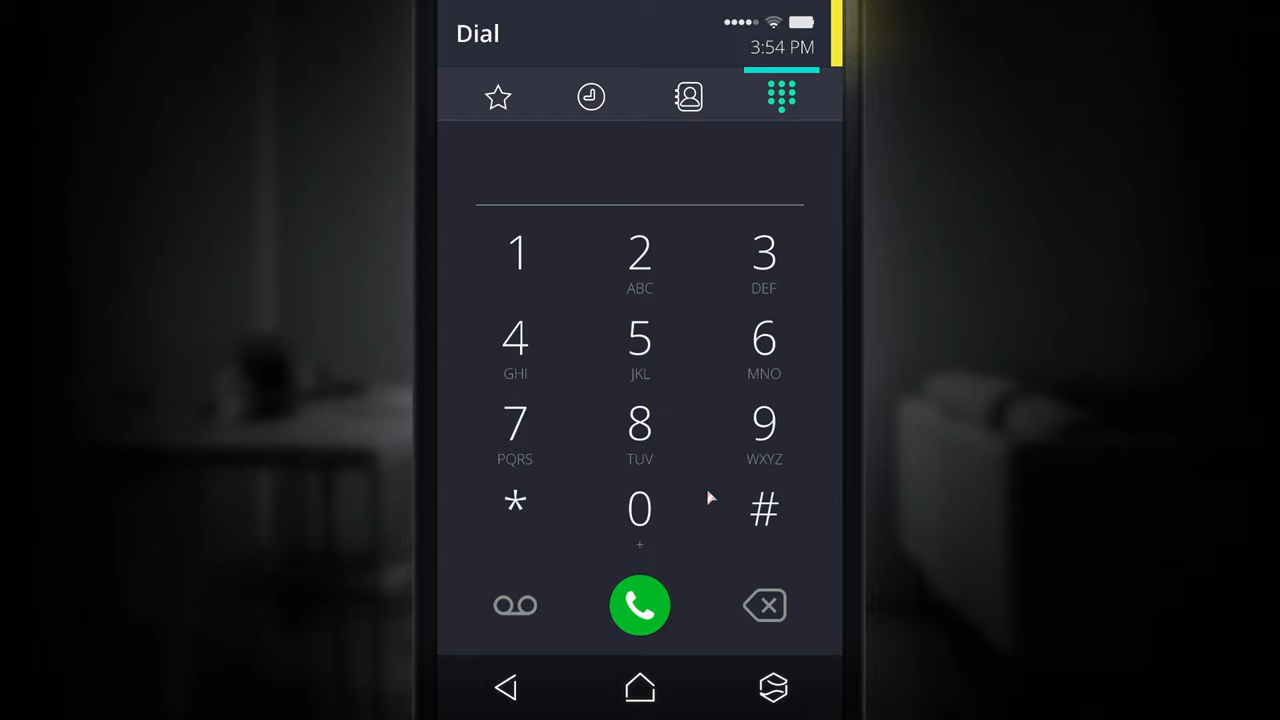 Dial
3:54 PM
1 2 3
ABC DEF
4 5 6
GHI JKL MNO
7 8 9
PQRS TUV WXYZ
* 0 #
+